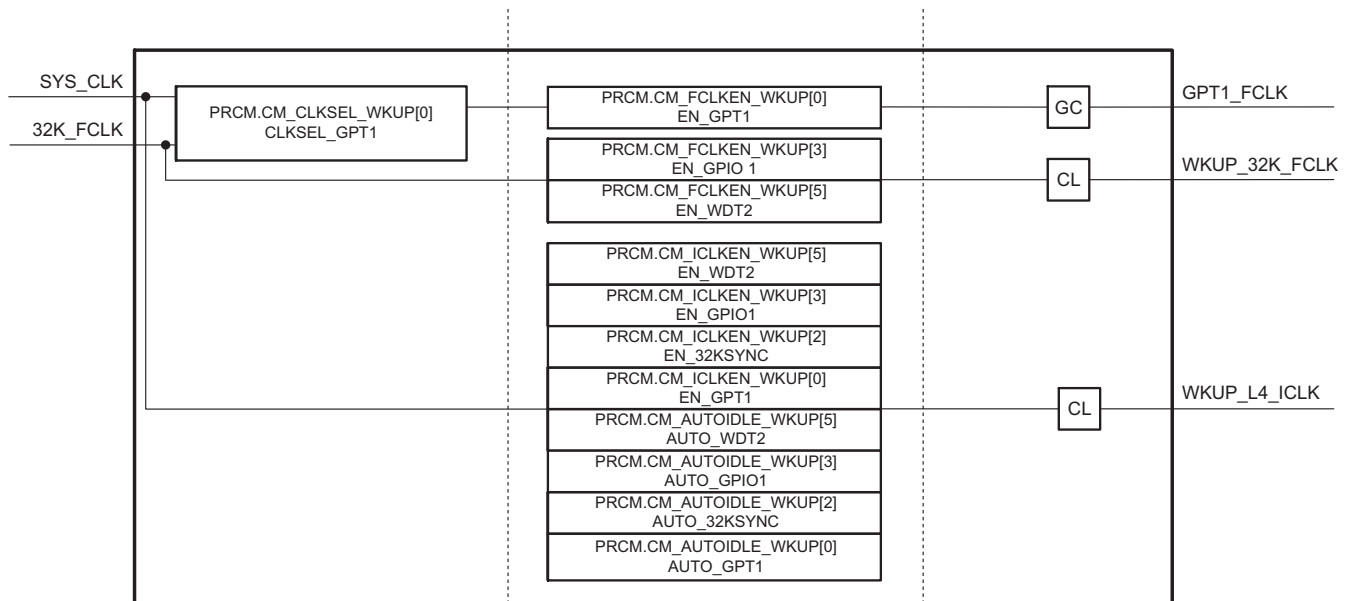 SYS_CLK
32K_FCLK
PRCM.CM_CLKSEL_WKUP[0]
CLKSEL_GPT1
PRCM.CM_FCLKEN_WKUP[0]
EN_GPT1
GC
GPT1_FCLK
PRCM.CM_FCLKEN_WKUP[3]
EN_GPIO 1
PRCM.CM_FCLKEN_WKUP[5]
EN_WDT2
CL
WKUP_32K_FCLK
PRCM.CM_ICLKEN_WKUP[5]
EN_WDT2
PRCM.CM_ICLKEN_WKUP[3]
EN_GPIO1
PRCM.CM_ICLKEN_WKUP[2]
EN_32KSYNC
PRCM.CM_ICLKEN_WKUP[0]
EN_GPT1
PRCM.CM_AUTOIDLE_WKUP[5]
AUTO_WDT2
PRCM.CM_AUTOIDLE_WKUP[3]
AUTO_GPIO1
PRCM.CM_AUTOIDLE_WKUP[2]
AUTO_32KSYNC
PRCM.CM_AUTOIDLE_WKUP[0]
AUTO_GPT1
CL
WKUP_L4_ICLK